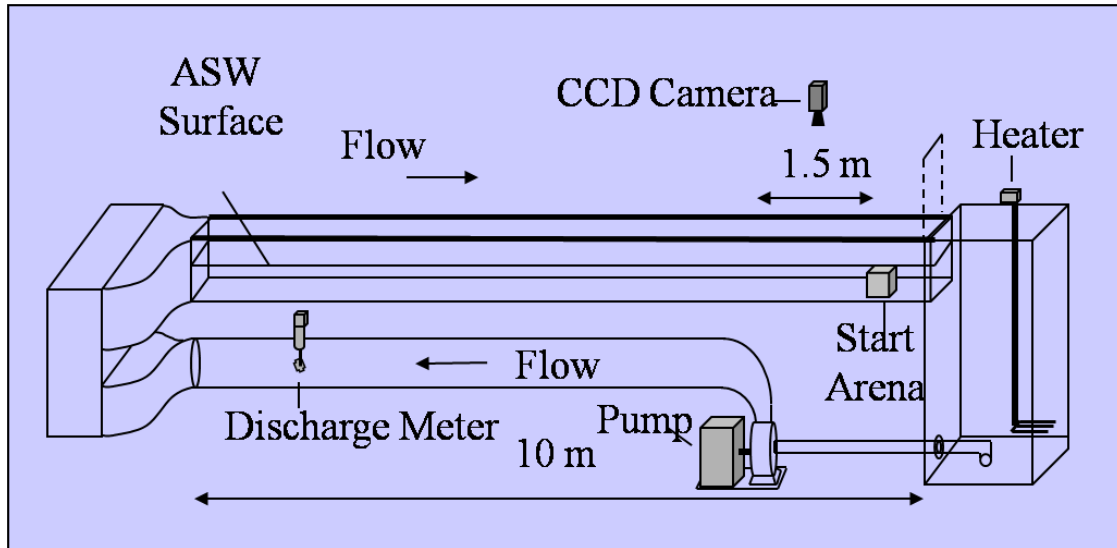 ASW
Surface
CCD Camera
Flow
Heater
1.5 m
Start
Arena
Flow
Discharge Meter
Pump
10 m